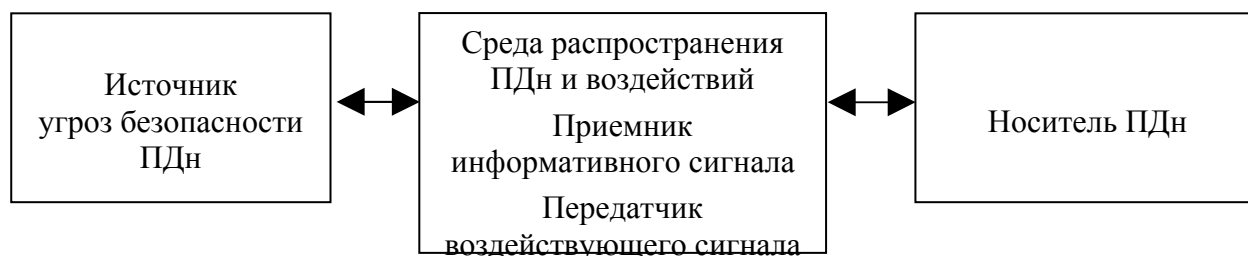 Источник
угроз безопасности
ПДн
Среда распространения
ПДн и воздействий
Приемник
информативного сигнала
Передатчик
воздействующего сигнала
Носитель ПДн